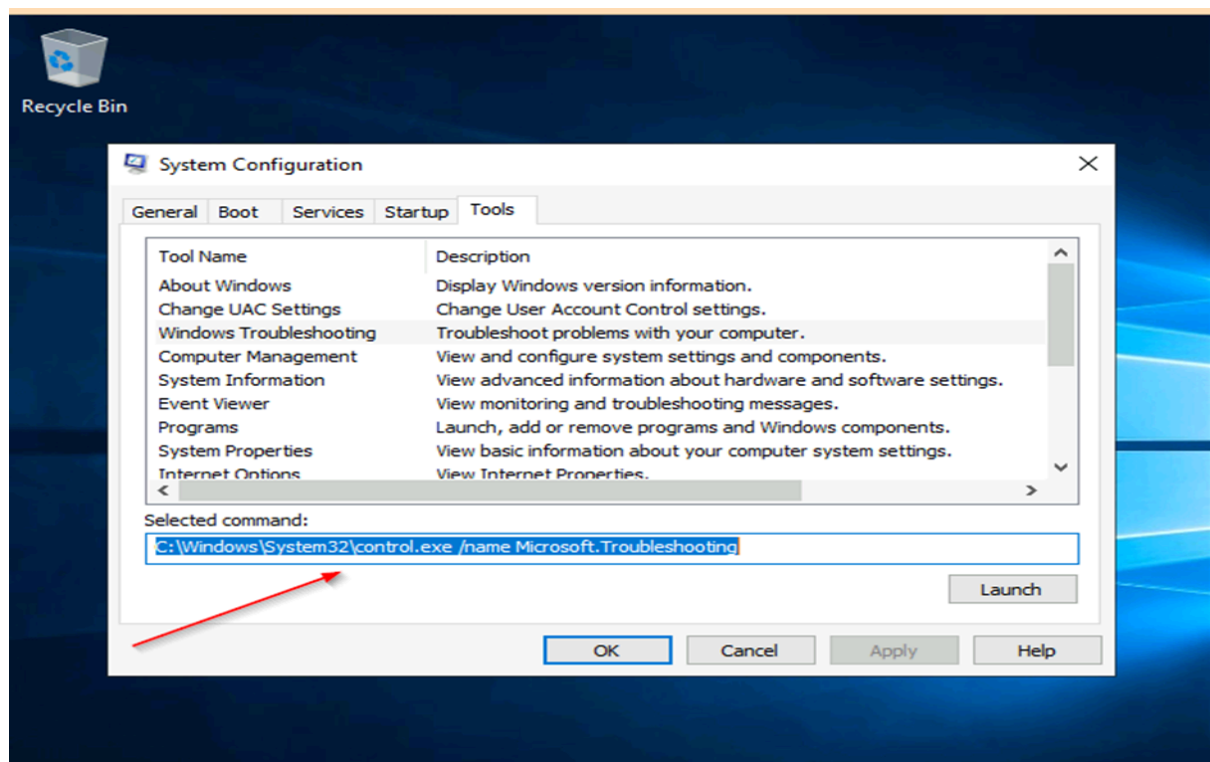 Recycle Bin
System Configuration
General Boot Services Startup Tools
Tool Name Description
About Windows Display Windows version information.
Change UAC Settings Change User Account Control settings.
Windows Troubleshooting Troubleshoot problems with your computer.
Computer Management View and configure system settings and components.
System Information View advanced information about hardware and software settings.
Event Viewer View monitoring and troubleshooting messages.
Programs Launch, add or remove programs and Windows components.
System Properties View basic information about your computer system settings.
Internet Options View Internet Properties.
Selected command:
C:\Windows\System32\control.exe /name Microsoft.Troubleshooting
Launch
OK Cancel Apply Help